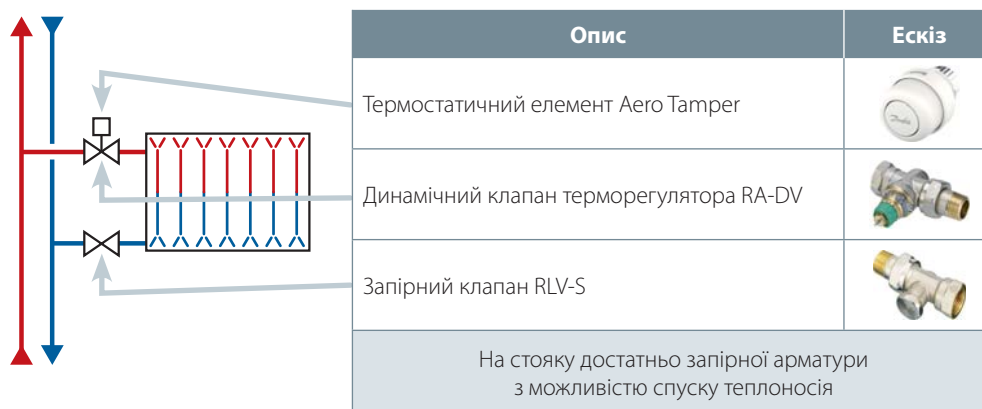 Опис
Ескіз
Термостатичний елемент Aero Tamper
Динамічний клапан терморегулятора RA-DV
Запірний клапан RLV-S
На стояку достатньо запірної арматури
з можливістю спуску теплоносія